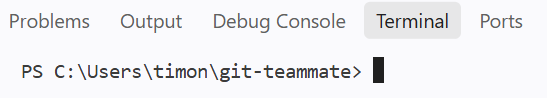 Problems Output Debug Console Terminal Ports
PS C:\Users\timon\git-teammate>